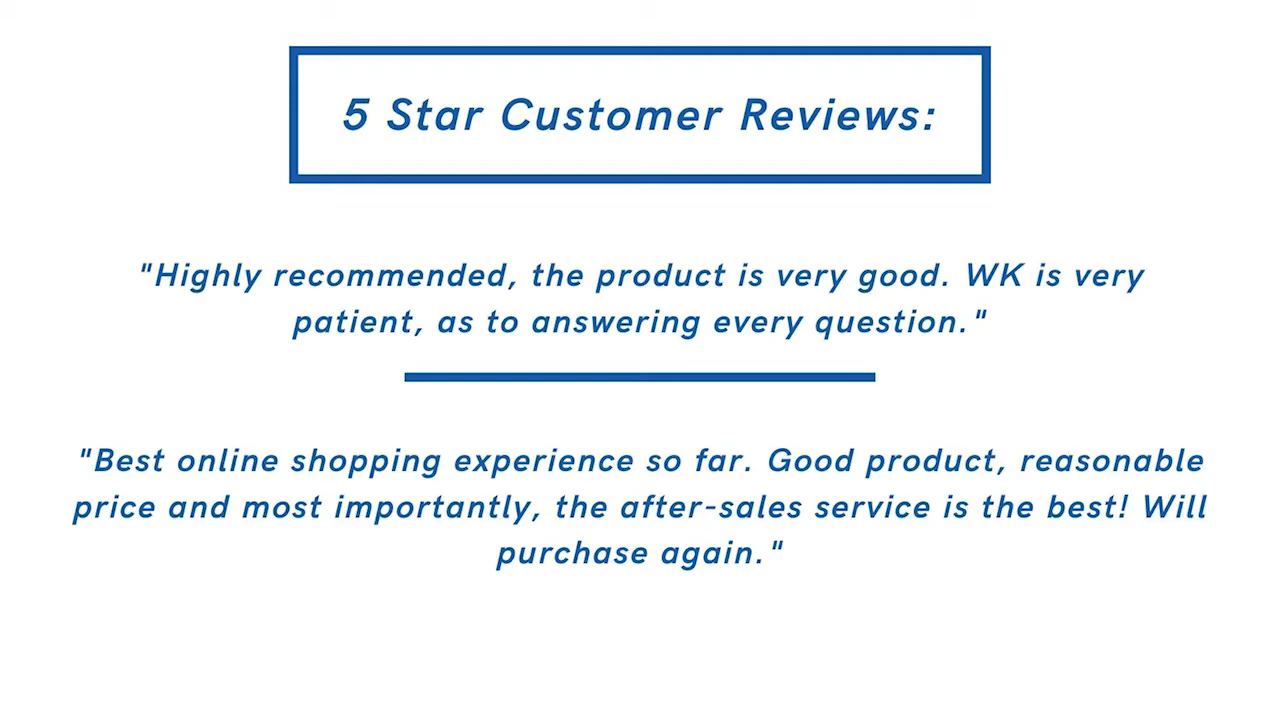 5 Star Customer Reviews:
"Highly recommended, the product is very good. WK is very
patient, as to answering every question."
"Best online shopping experience so far. Good product, reasonable
price and most importantly, the after-sales service is the best! Will
purchase again."